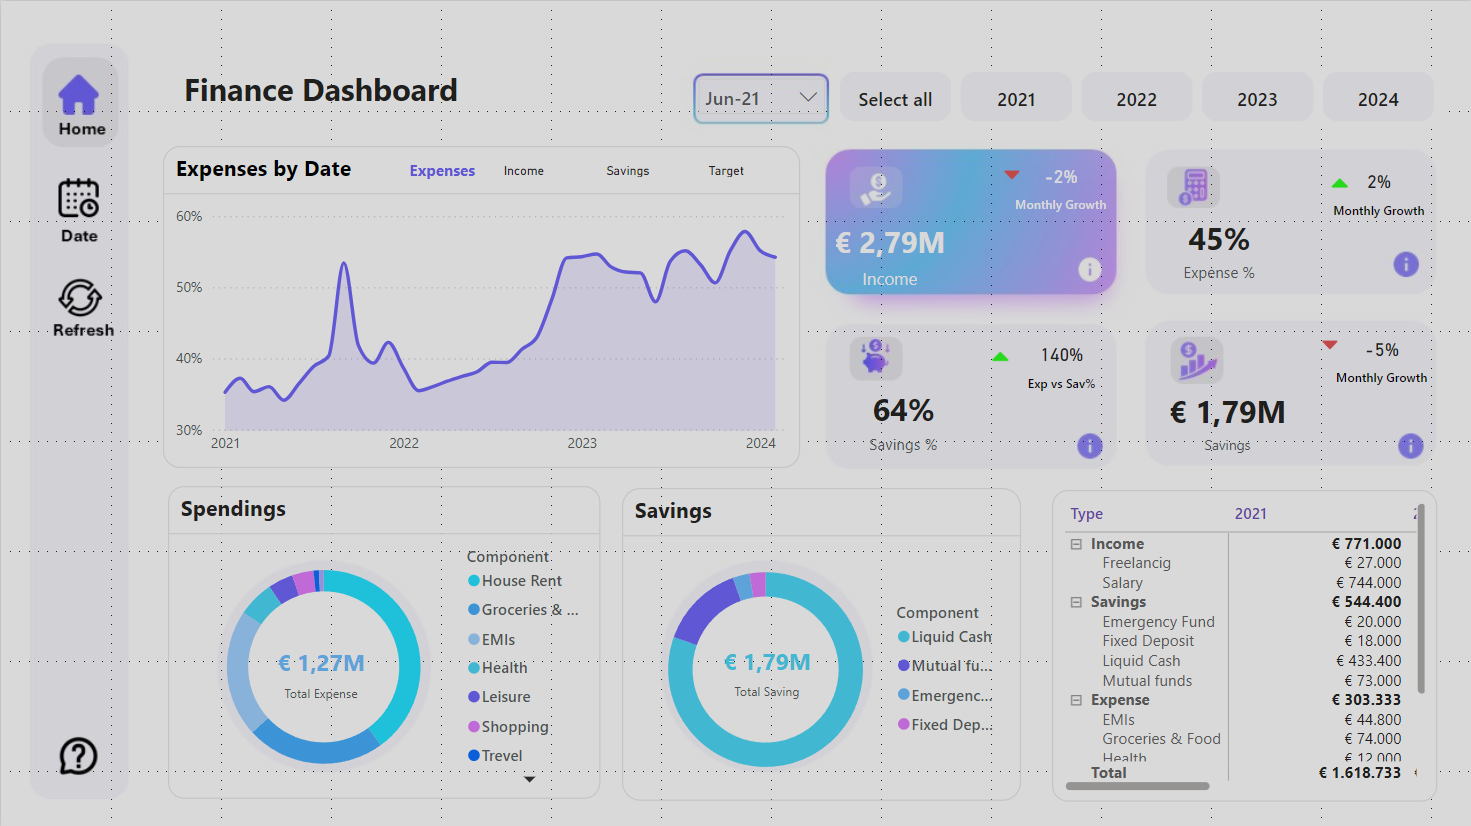 Finance Dashboard
Jun-21
Select all
2021
2022
2023
2024
Home
Date
Refresh
Expenses by Date
Expenses
Income
Savings
Target
60%
50%
40%
30%
2021
2022
2023
2024
-2%
Monthly Growth
€ 2,79M
Income
2%
Monthly Growth
45%
Expense %
140%
Exp vs Sav%
64%
Savings %
-5%
Monthly Growth
€ 1,79M
Savings
Spendings
€ 1,27M
Total Expense
Component
House Rent
Groceries & ...
EMIs
Health
Leisure
Shopping
Trevel
Savings
€ 1,79M
Total Saving
Component
Liquid Cash
Mutual fu...
Emergenc...
Fixed Dep...
Type 2021
Income € 771.000
Freelancig € 27.000
Salary € 744.000
Savings € 544.400
Emergency Fund € 20.000
Fixed Deposit € 18.000
Liquid Cash € 433.400
Mutual funds € 73.000
Expense € 303.333
EMIs € 44.800
Groceries & Food € 74.000
Health € 12.000
Total € 1.618.733